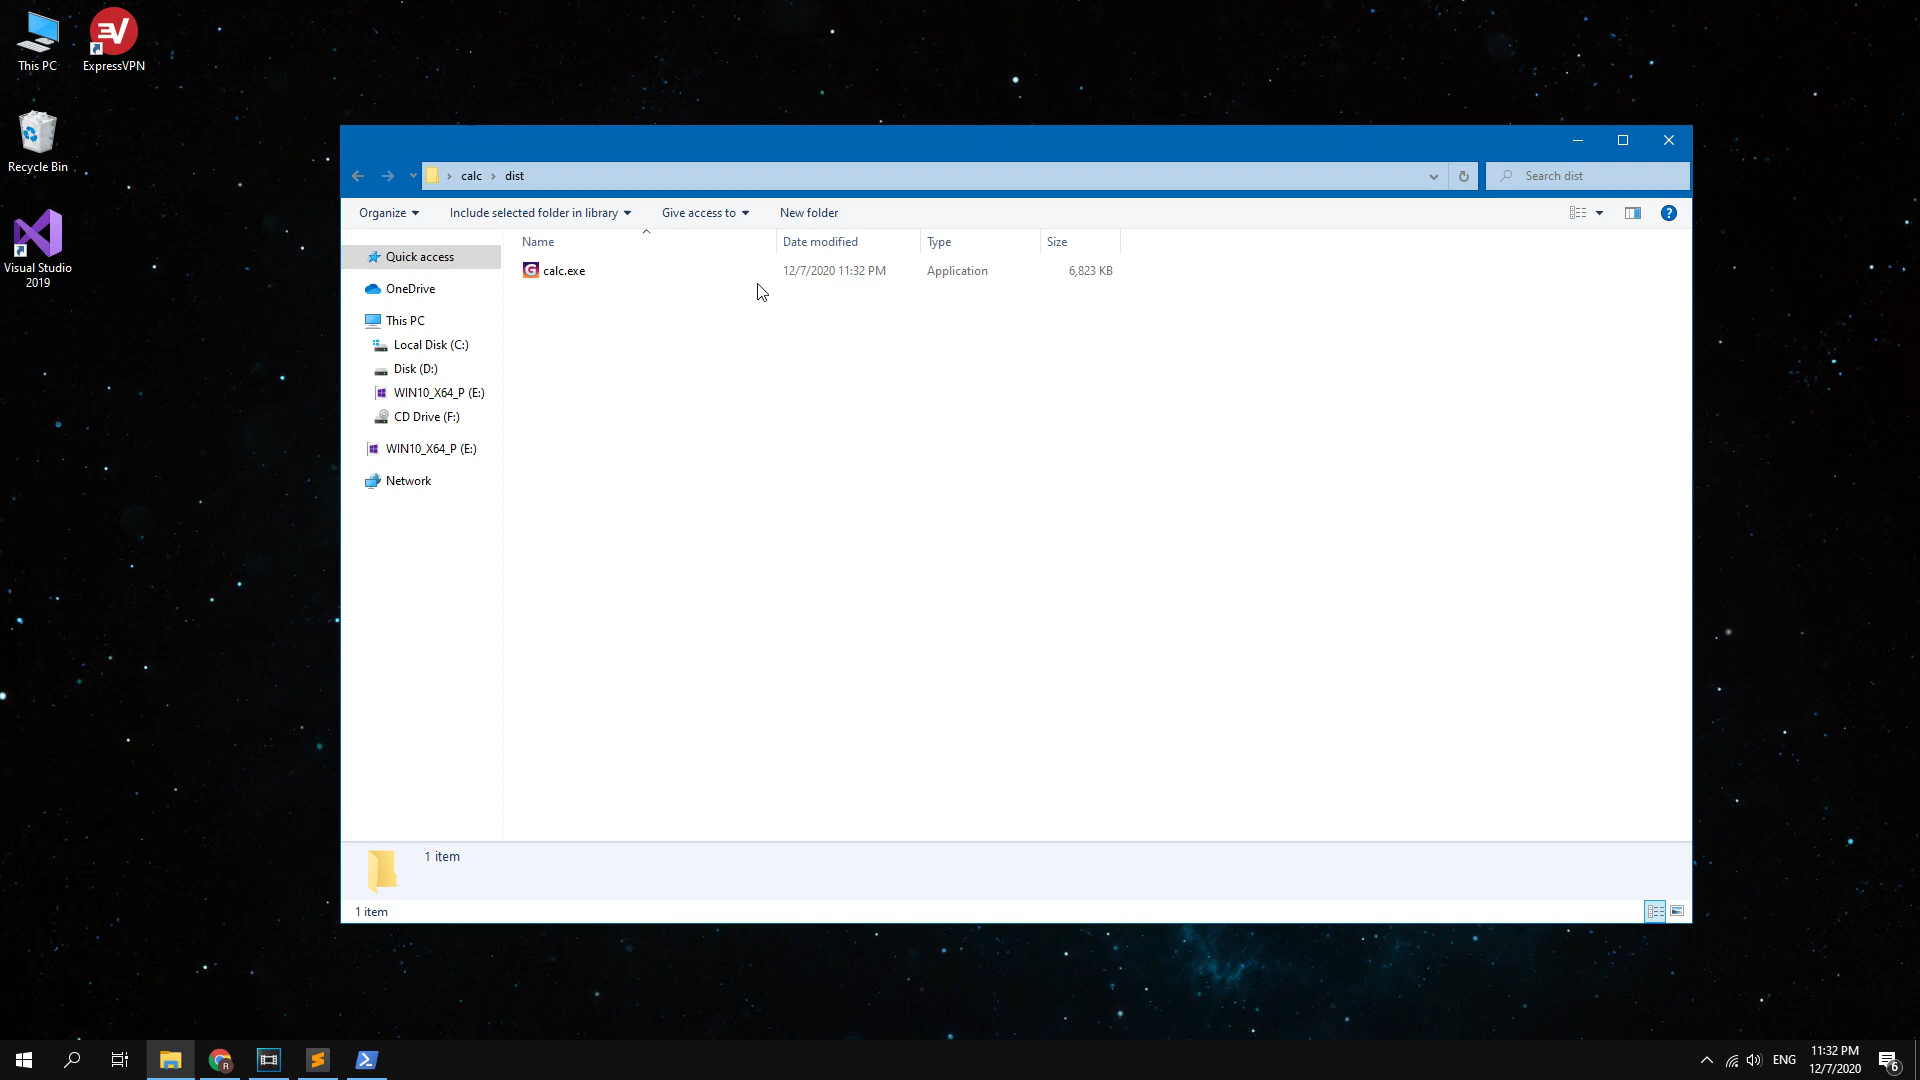 This PC
ExpressVPN
Recycle Bin
Visual Studio
2019
calc
dist
Search dist
Organize
Include selected folder in library
Give access to
New folder
?
Name
Date modified
Type
Size
calc.exe
12/7/2020 11:32 PM
Application
6,823 KB
Quick access
OneDrive
This PC
Local Disk (C:)
Disk (D:)
WIN10_X64_P (E:)
CD Drive (F:)
WIN10_X64_P (E:)
Network
1 item
1 item
R
ENG
11:32 PM
12/7/2020
6